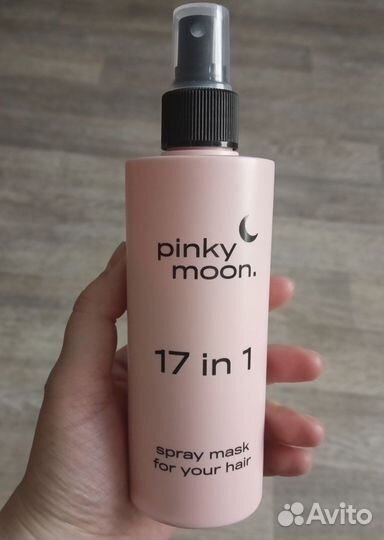 pinky
moon.
17 in 1
spray mask
for your hair
Avito